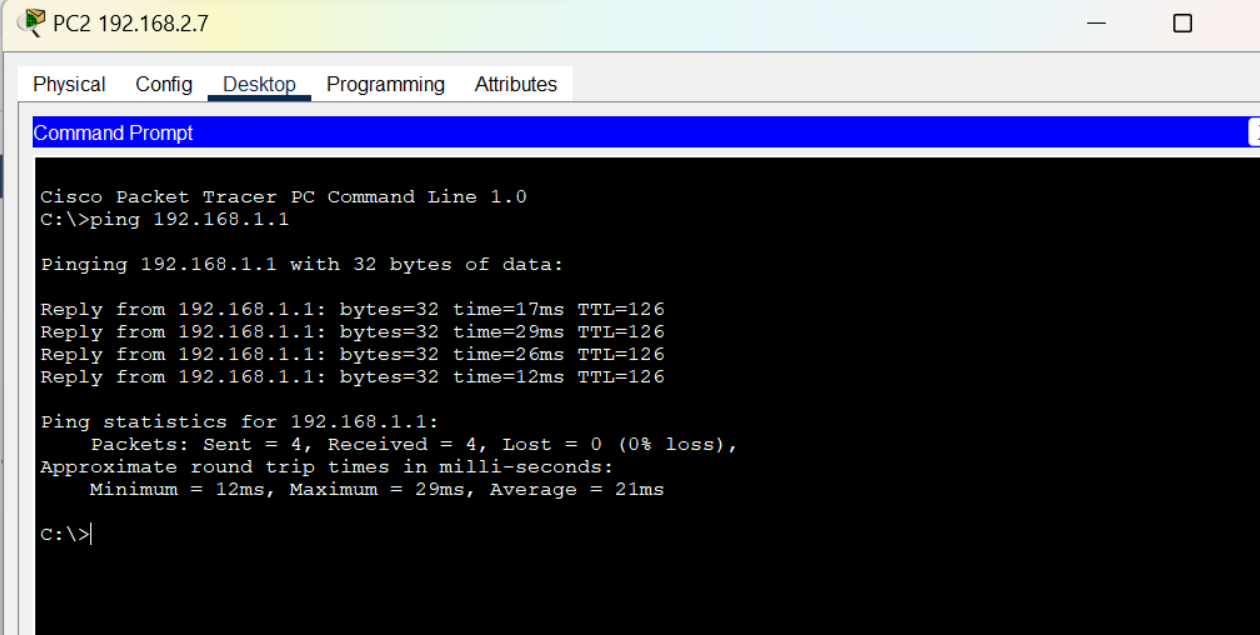 PC2 192.168.2.7
Physical Config Desktop Programming Attributes
Command Prompt
Cisco Packet Tracer PC Command Line 1.0
C:\>ping 192.168.1.1
Pinging 192.168.1.1 with 32 bytes of data:
Reply from 192.168.1.1: bytes=32 time=17ms TTL=126
Reply from 192.168.1.1: bytes=32 time=29ms TTL=126
Reply from 192.168.1.1: bytes=32 time=26ms TTL=126
Reply from 192.168.1.1: bytes=32 time=12ms TTL=126
Ping statistics for 192.168.1.1:
Packets: Sent = 4, Received = 4, Lost = 0 (0% loss),
Approximate round trip times in milli-seconds:
Minimum = 12ms, Maximum = 29ms, Average = 21ms
C:\>